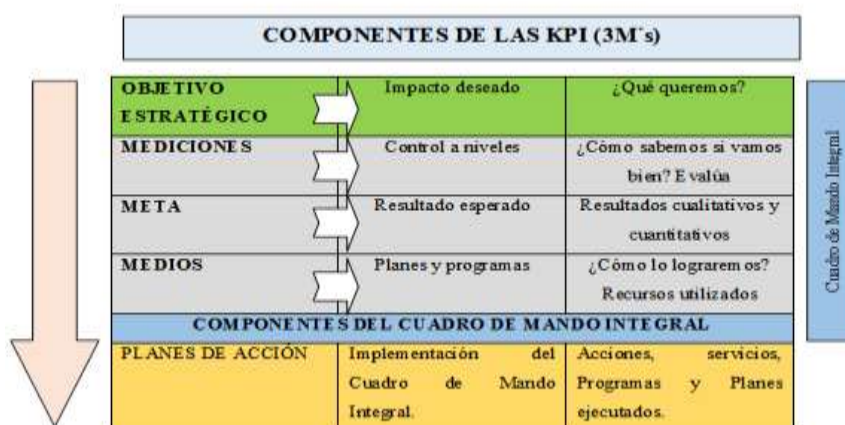 COMPONENTES DE LAS KPI (3M´s)
OBJETIVO
ESTRATÉGICO
Impacto deseado
¿Qué queremos?
MEDICIONES
Control a niveles
¿Cómo sabemos si vamos
bien? Evalúa
META
Resultado esperado
Resultados cualitativos y
cuantitativos
MEDIOS
Planes y programas
¿Cómo lo lograremos?
Recursos utilizados
COMPONENTES DEL CUADRO DE MANDO INTEGRAL
PLANES DE ACCIÓN
Implementación del
Cuadro de Mando
Integral.
Acciones, servicios,
Programas y Planes
ejecutados.
Cuadro de Mando Integral